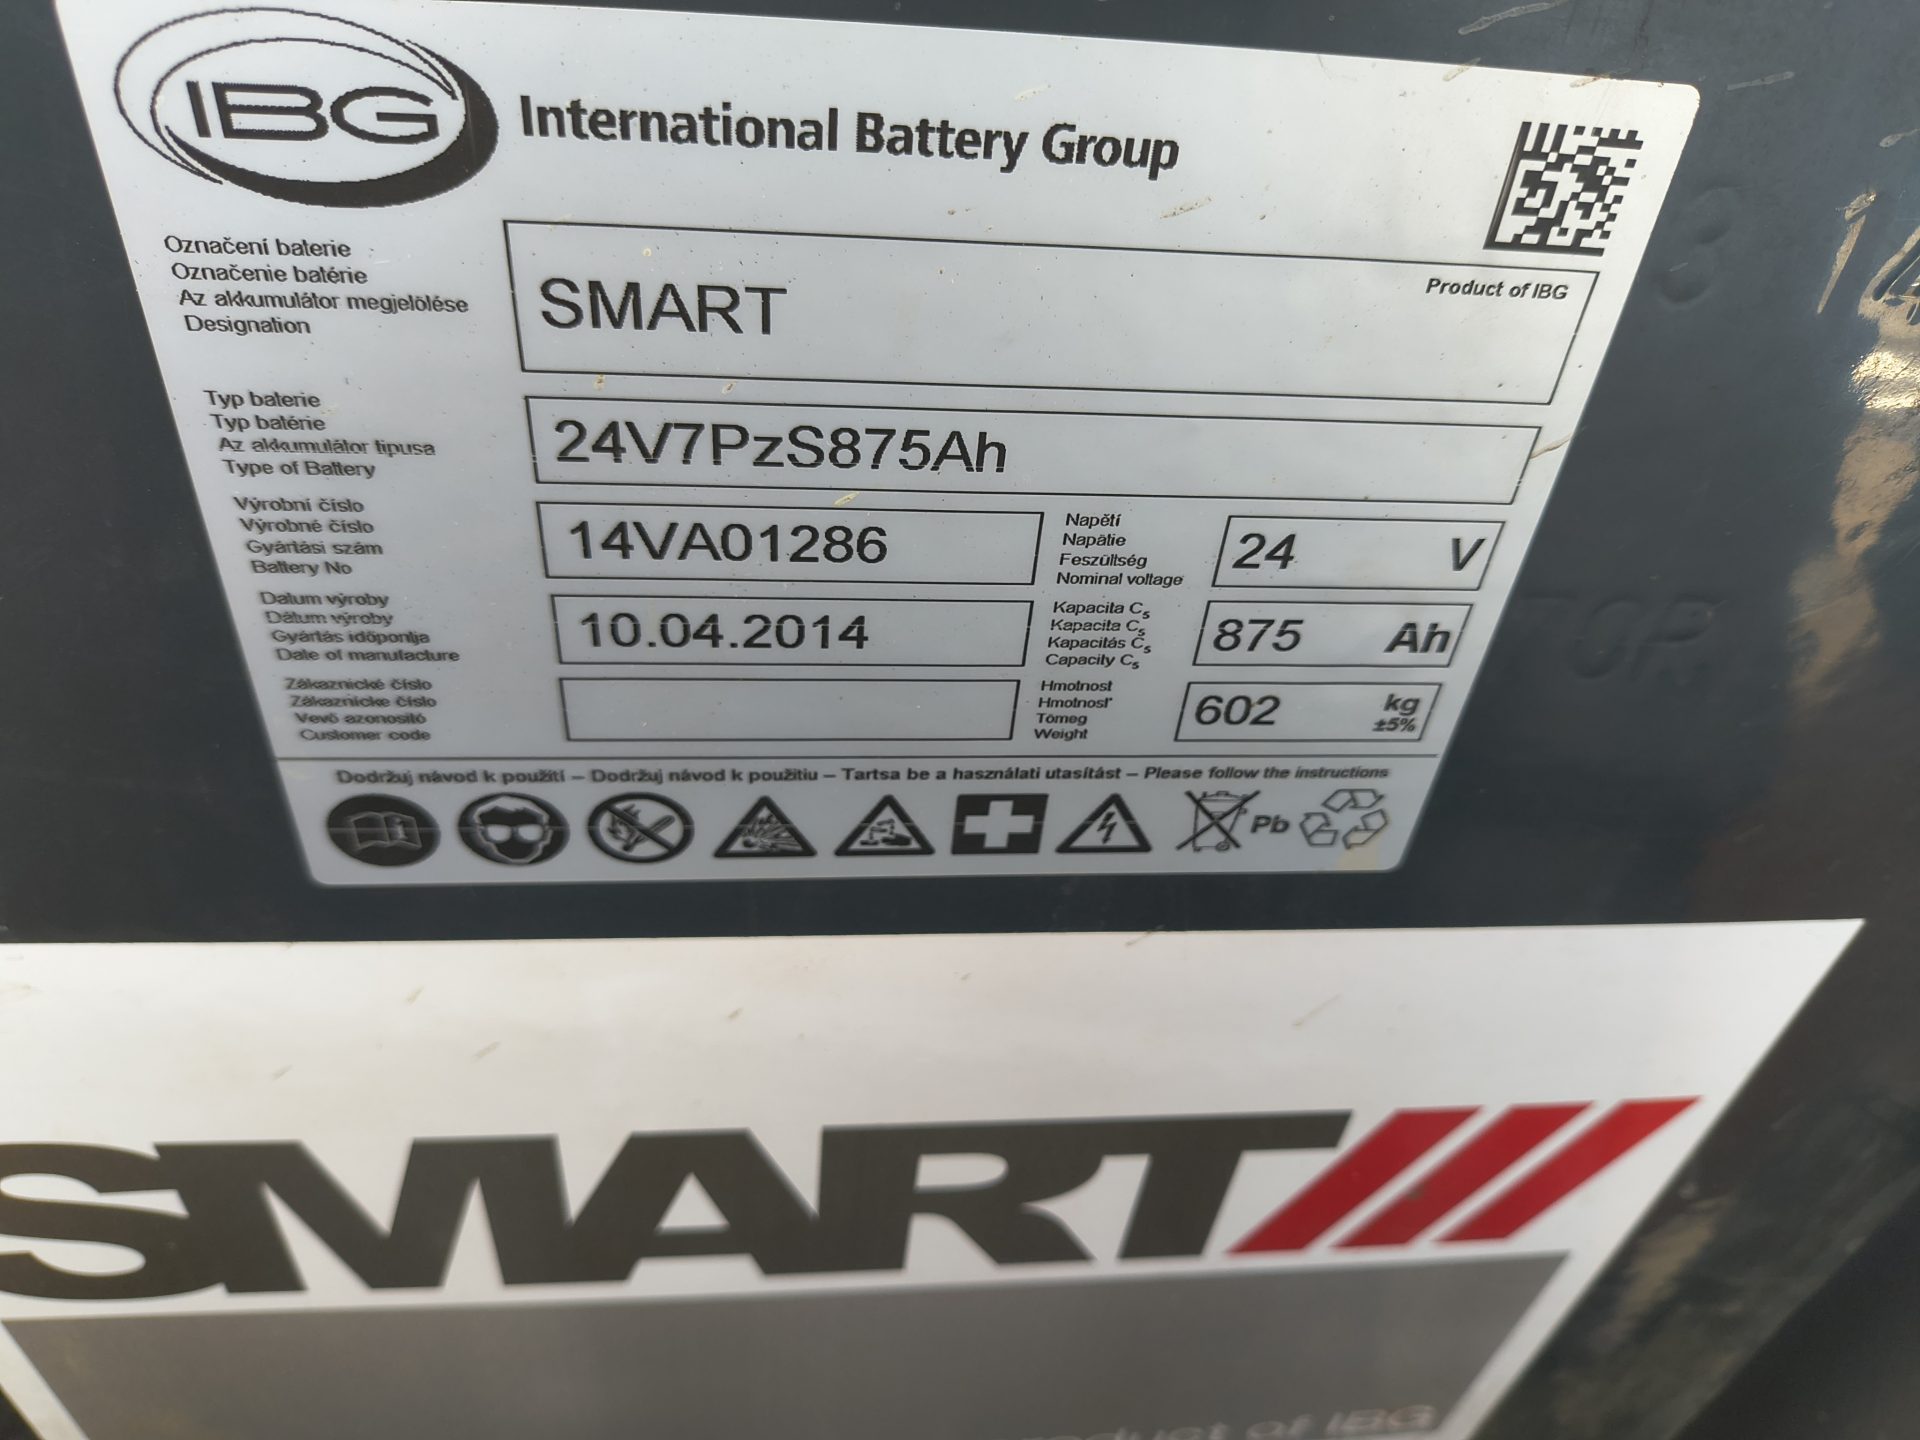 IBG
International Battery Group
Označení baterie
Označenie batérie
Az akkumulátor megjelölése
Designation
SMART
Product of IBG
Typ baterie
Typ batérie
Az akkumulátor típusa
Type of Battery
24V7PzS875Ah
Výrobní číslo
Výrobné číslo
Gyártási szám
Battery No
14VA01286
Napětí
Napätie
Feszültség
Nominal voltage
24 V
Datum výroby
Dátum výroby
Gyártás időpontja
Date of manufacture
10.04.2014
Kapacita C5
Kapacita C5
Kapacitás C5
Capacity C5
875 Ah
Zákaznické číslo
Zákaznícke číslo
Vevő azonosító
Customer code
Hmotnost
Hmotnosť
Tömeg
Weight
602 kg
±5%
Dodržuj návod k použití – Dodržuj návod k použitiu – Tartsa be a használati utasítást – Please follow the instructions
Pb
SMART
product of IBG